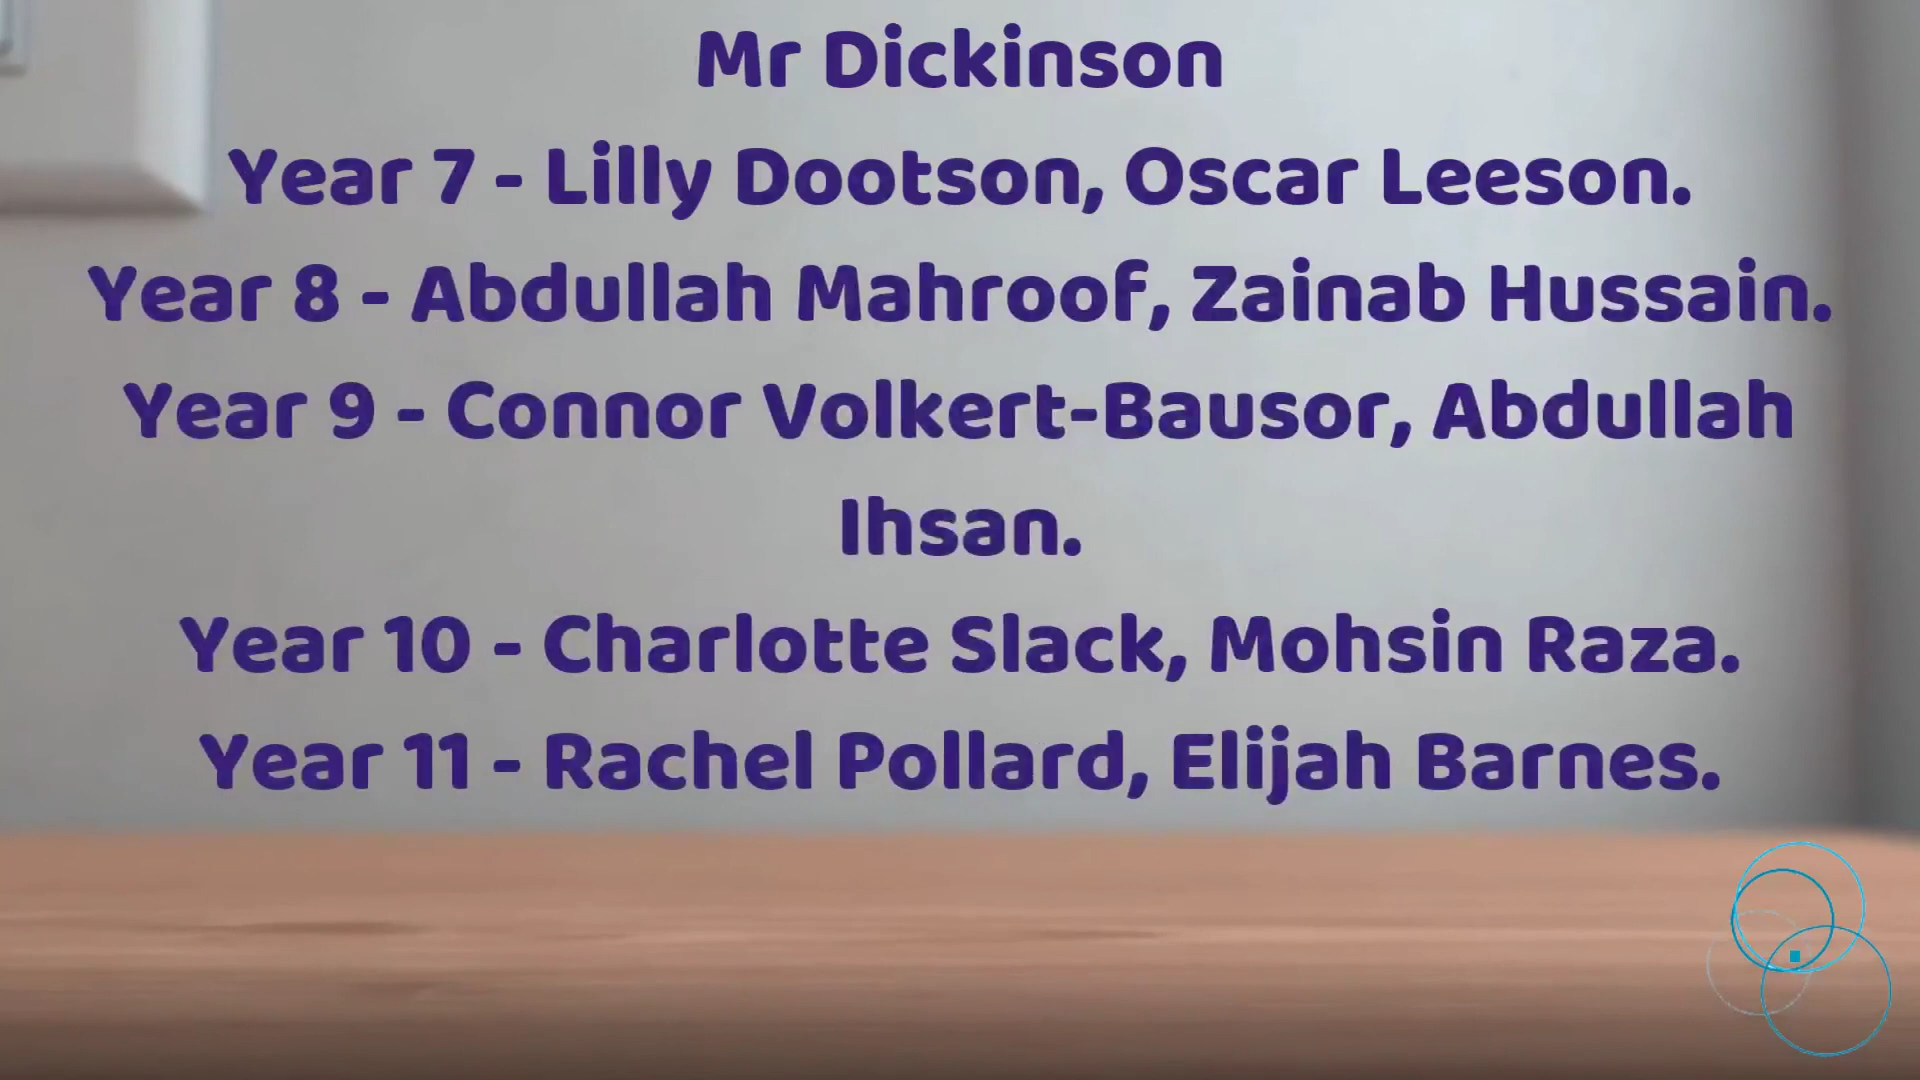 Mr Dickinson
Year 7 - Lilly Dootson, Oscar Leeson.
Year 8 - Abdullah Mahroof, Zainab Hussain.
Year 9 - Connor Volkert-Bausor, Abdullah
Ihsan.
Year 10 - Charlotte Slack, Mohsin Raza.
Year 11 - Rachel Pollard, Elijah Barnes.